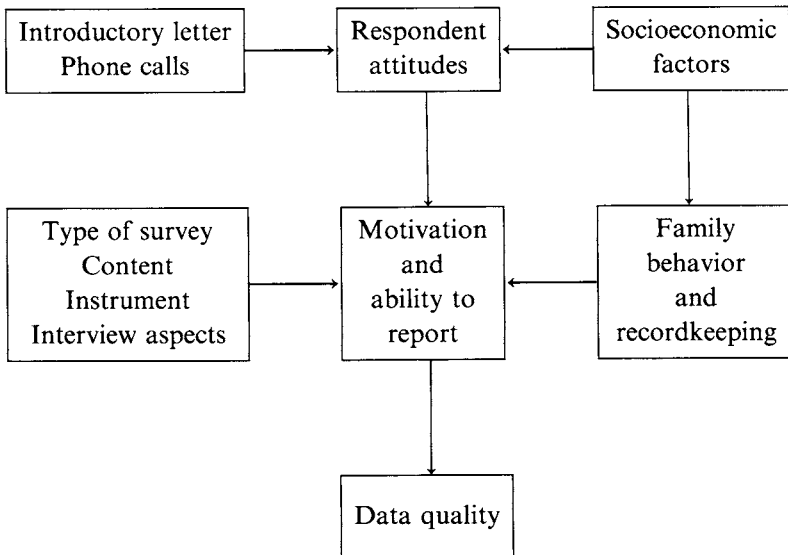 Introductory letter
Phone calls
Respondent
attitudes
Socioeconomic
factors
Type of survey
Content
Instrument
Interview aspects
Motivation
and
ability to
report
Family
behavior
and
recordkeeping
Data quality